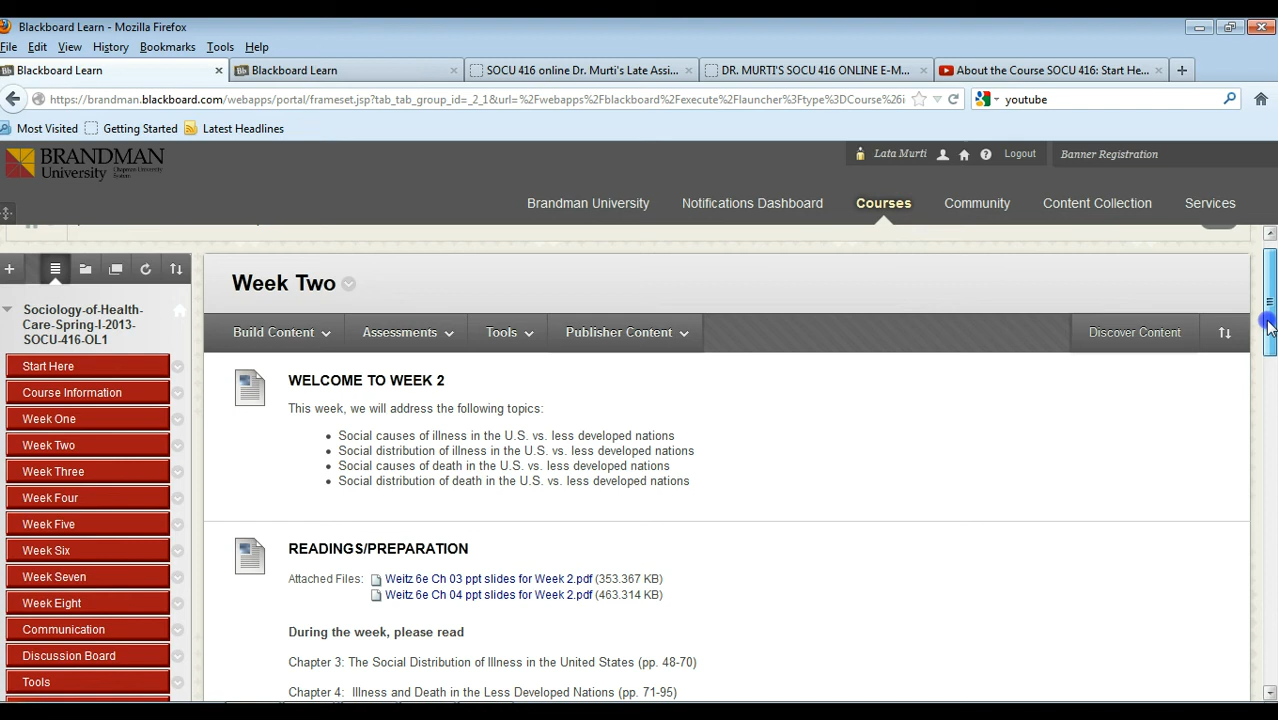 Blackboard Learn - Mozilla Firefox
File Edit View History Bookmarks Tools Help
Blackboard Learn Blackboard Learn SOCU 416 online Dr. Murti's Late Assi... DR. MURTI'S SOCU 416 ONLINE E-M... About the Course SOCU 416: Start He...
https://brandman.blackboard.com/webapps/portal/frameset.jsp?tab_tab_group_id=_2_1&url=%2Fwebapps%2Fblackboard%2Fexecute%2Flauncher%3Ftype%3DCourse%26i youtube
Most Visited Getting Started Latest Headlines
BRANDMAN
University Chapman University System
Lata Murti Logout Banner Registration
Brandman University Notifications Dashboard Courses Community Content Collection Services
Sociology-of-Health-
Care-Spring-I-2013-
SOCU-416-OL1
Start Here
Course Information
Week One
Week Two
Week Three
Week Four
Week Five
Week Six
Week Seven
Week Eight
Communication
Discussion Board
Tools
Week Two
Build Content Assessments Tools Publisher Content Discover Content
WELCOME TO WEEK 2
This week, we will address the following topics:
Social causes of illness in the U.S. vs. less developed nations
Social distribution of illness in the U.S. vs. less developed nations
Social causes of death in the U.S. vs. less developed nations
Social distribution of death in the U.S. vs. less developed nations
READINGS/PREPARATION
Attached Files: Weitz 6e Ch 03 ppt slides for Week 2.pdf (353.367 KB)
Weitz 6e Ch 04 ppt slides for Week 2.pdf (463.314 KB)
During the week, please read
Chapter 3: The Social Distribution of Illness in the United States (pp. 48-70)
Chapter 4: Illness and Death in the Less Developed Nations (pp. 71-95)